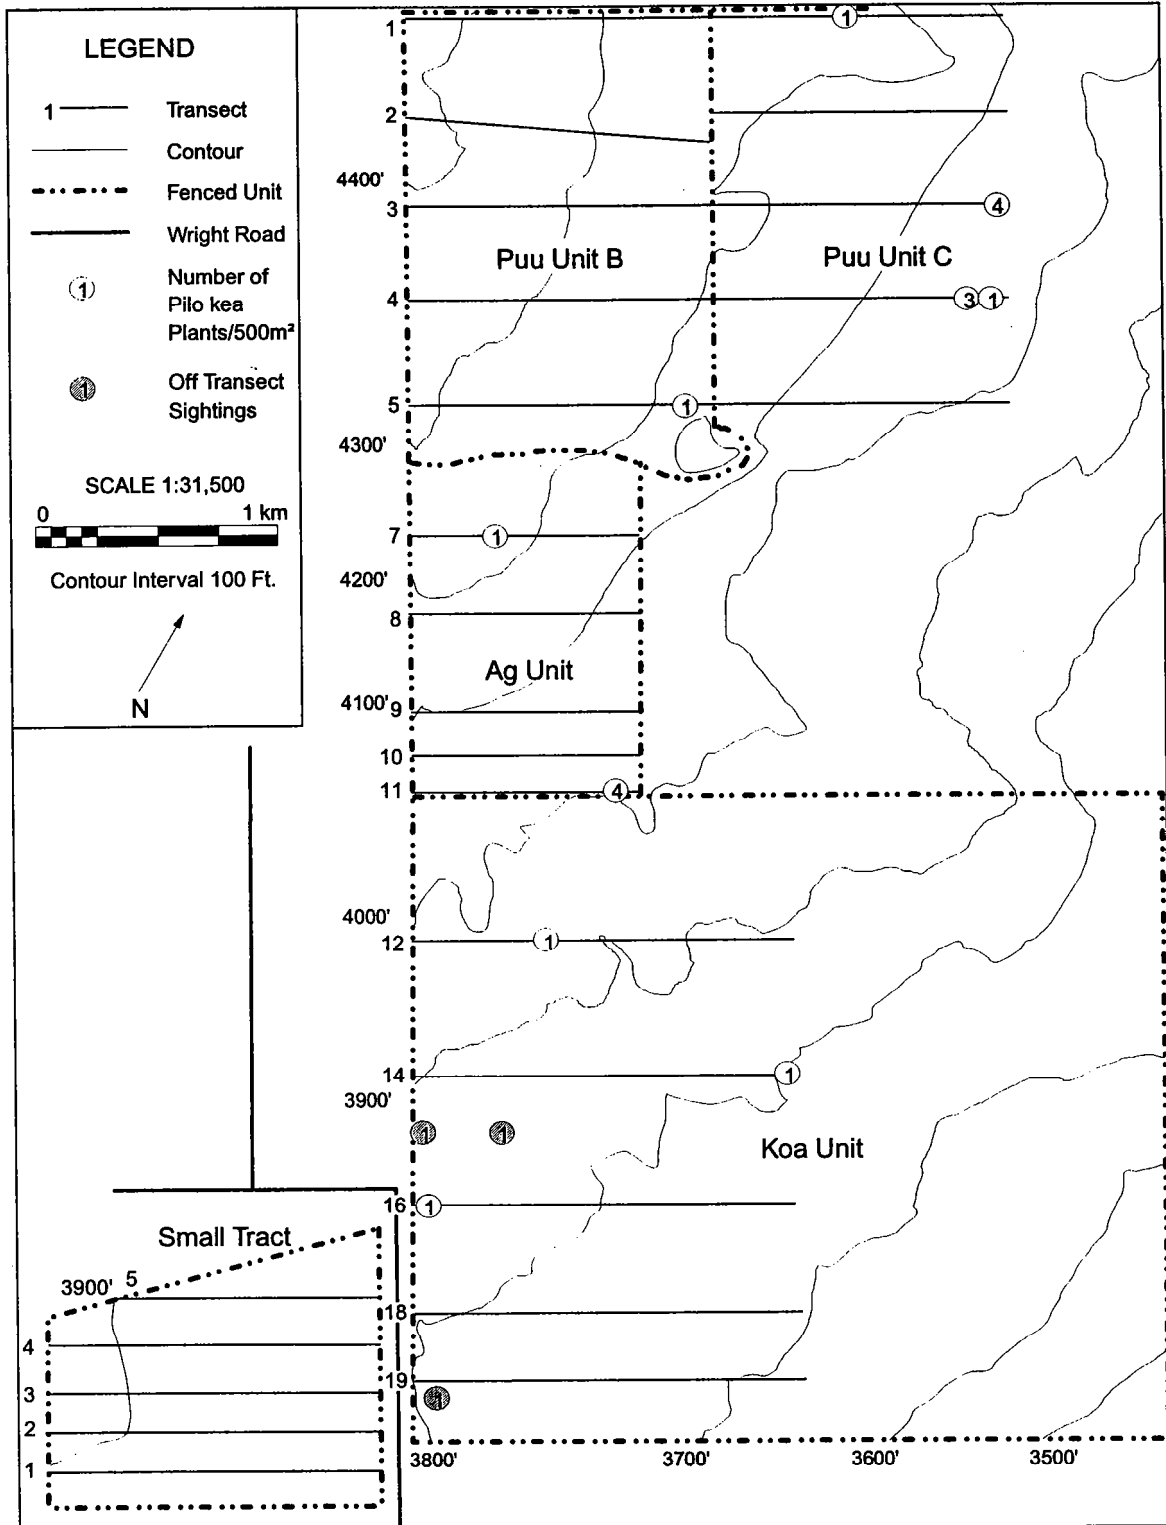 LEGEND
1 Transect
Contour
Fenced Unit
Wright Road
1 Number of
Pilo kea
Plants/500m²
1 Off Transect
Sightings
SCALE 1:31,500
0 1 km
Contour Interval 100 Ft.
N
1 1
2
4400'
3 4
Puu Unit B Puu Unit C
4 3 1
5 1
4300'
7 1
4200'
8
Ag Unit
4100' 9
10
11 4
4000'
12 1
14 1
3900'
1 1
Koa Unit
16 1
Small Tract
3900' 5
18
4
19
3 1
2
1
3800' 3700' 3600' 3500'